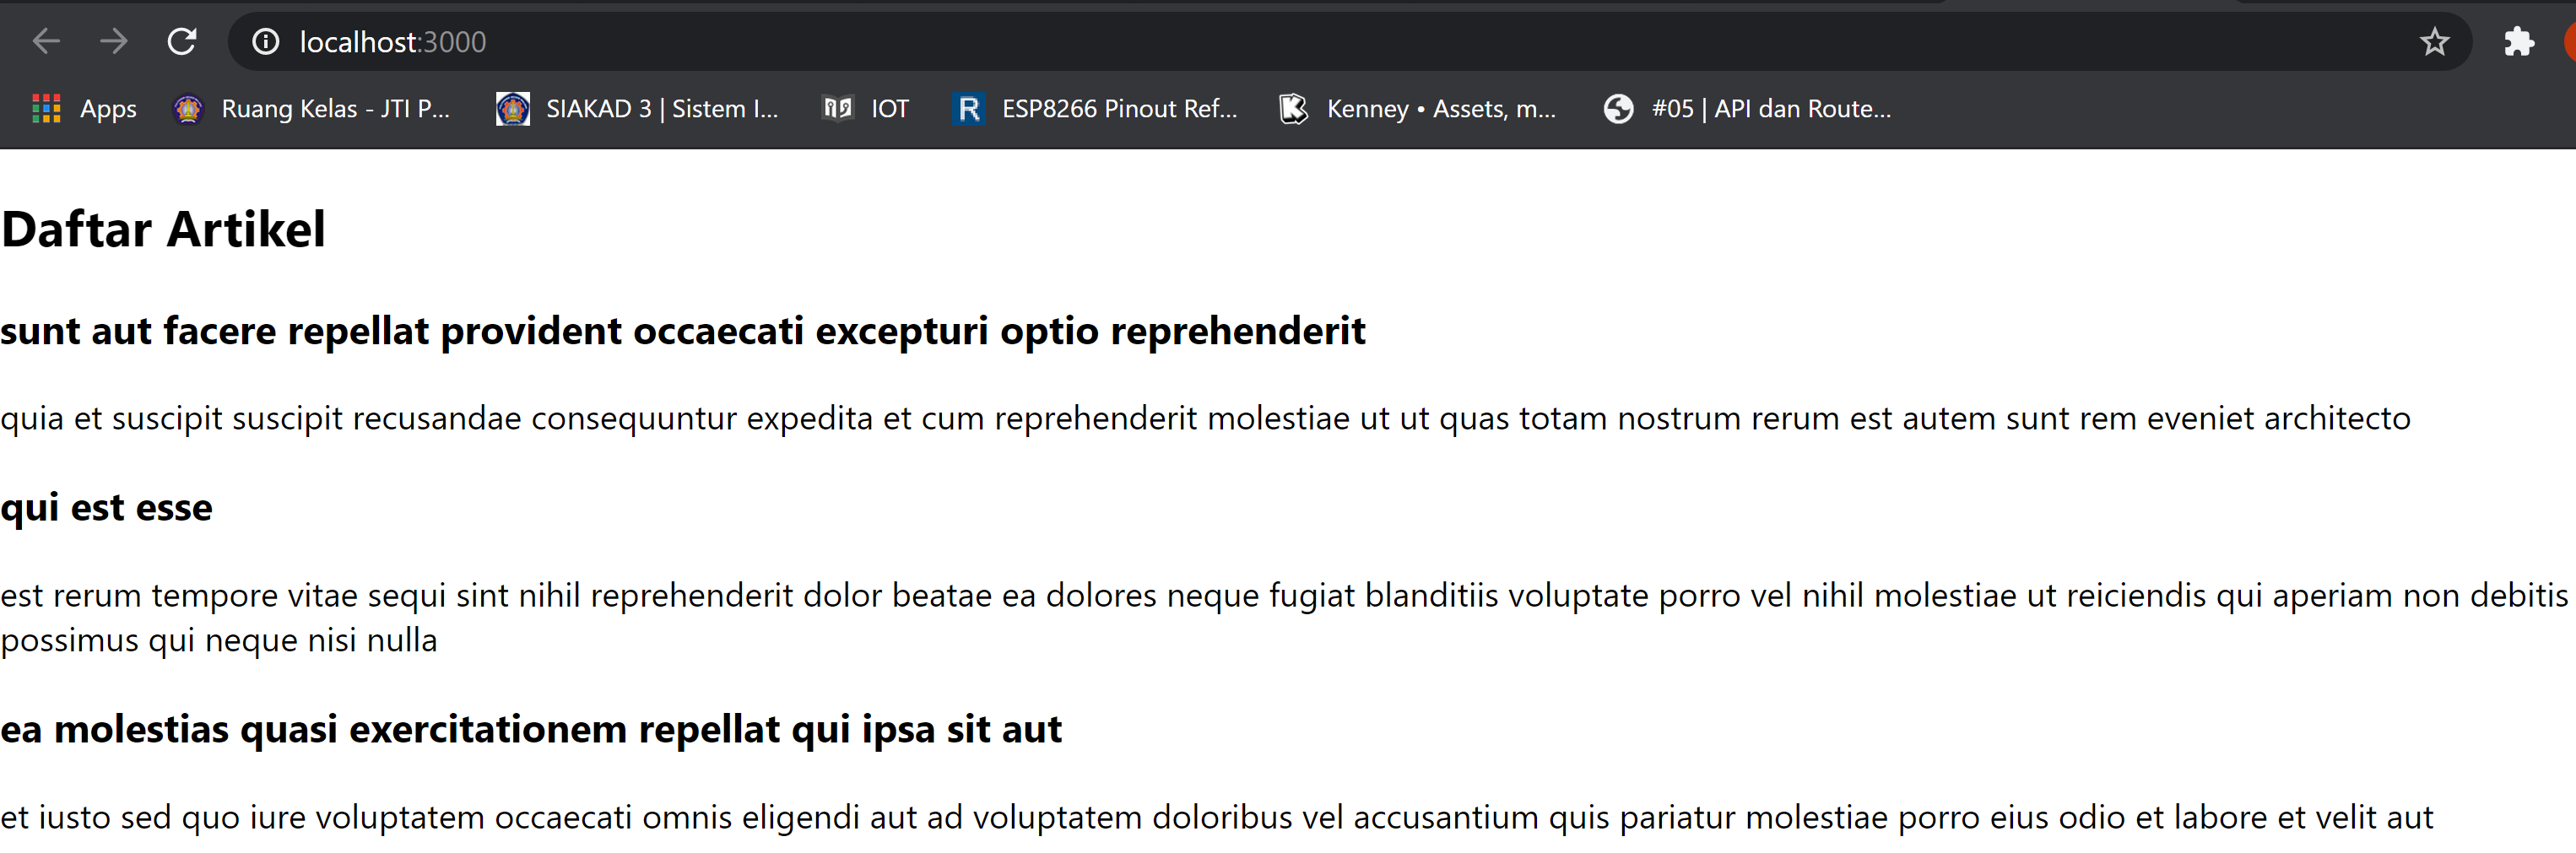 localhost:3000
Apps Ruang Kelas - JTI P... SIAKAD 3 | Sistem I... IOT R ESP8266 Pinout Ref... K Kenney • Assets, m... #05 | API dan Route...
Daftar Artikel
sunt aut facere repellat provident occaecati excepturi optio reprehenderit
quia et suscipit suscipit recusandae consequuntur expedita et cum reprehenderit molestiae ut ut quas totam nostrum rerum est autem sunt rem eveniet architecto
qui est esse
est rerum tempore vitae sequi sint nihil reprehenderit dolor beatae ea dolores neque fugiat blanditiis voluptate porro vel nihil molestiae ut reiciendis qui aperiam non debitis
possimus qui neque nisi nulla
ea molestias quasi exercitationem repellat qui ipsa sit aut
et iusto sed quo iure voluptatem occaecati omnis eligendi aut ad voluptatem doloribus vel accusantium quis pariatur molestiae porro eius odio et labore et velit aut